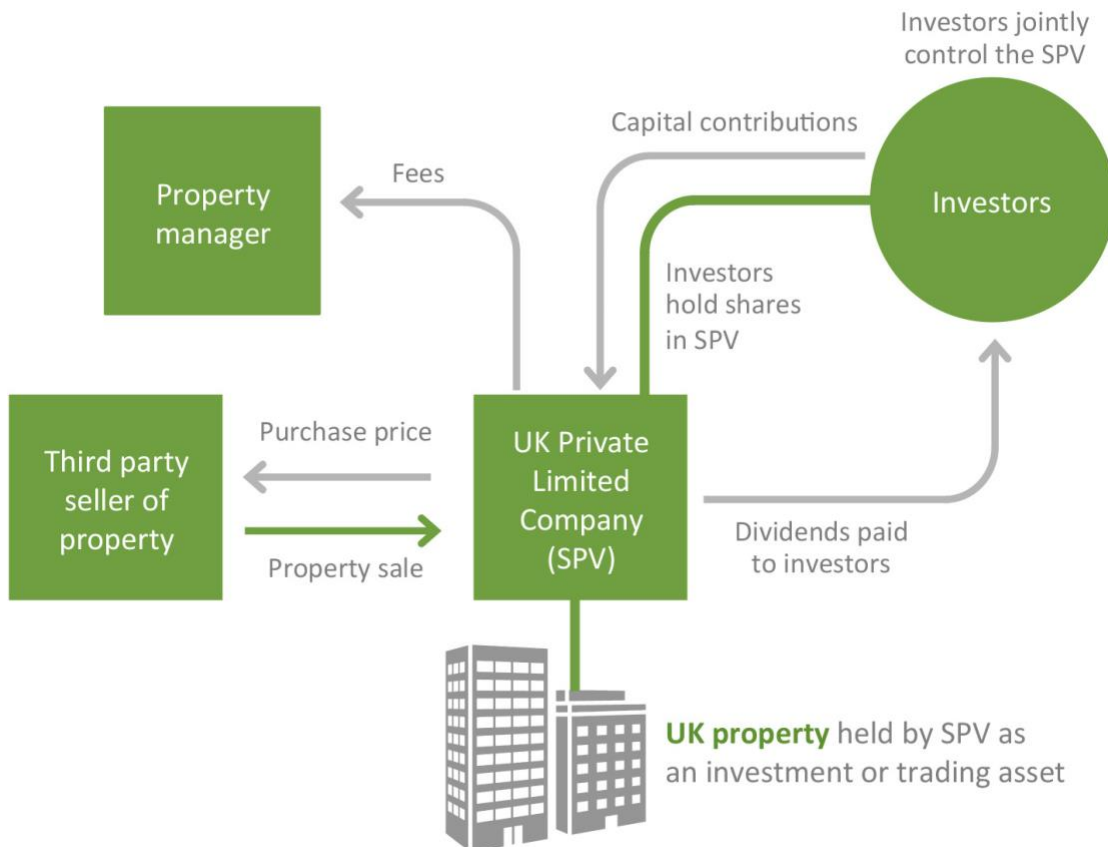 Investors jointly
control the SPV
Capital contributions
Fees
Property
manager
Investors
Investors
hold shares
in SPV
Purchase price
Third party
seller of
property
UK Private
Limited
Company
(SPV)
Property sale
Dividends paid
to investors
UK property held by SPV as
an investment or trading asset